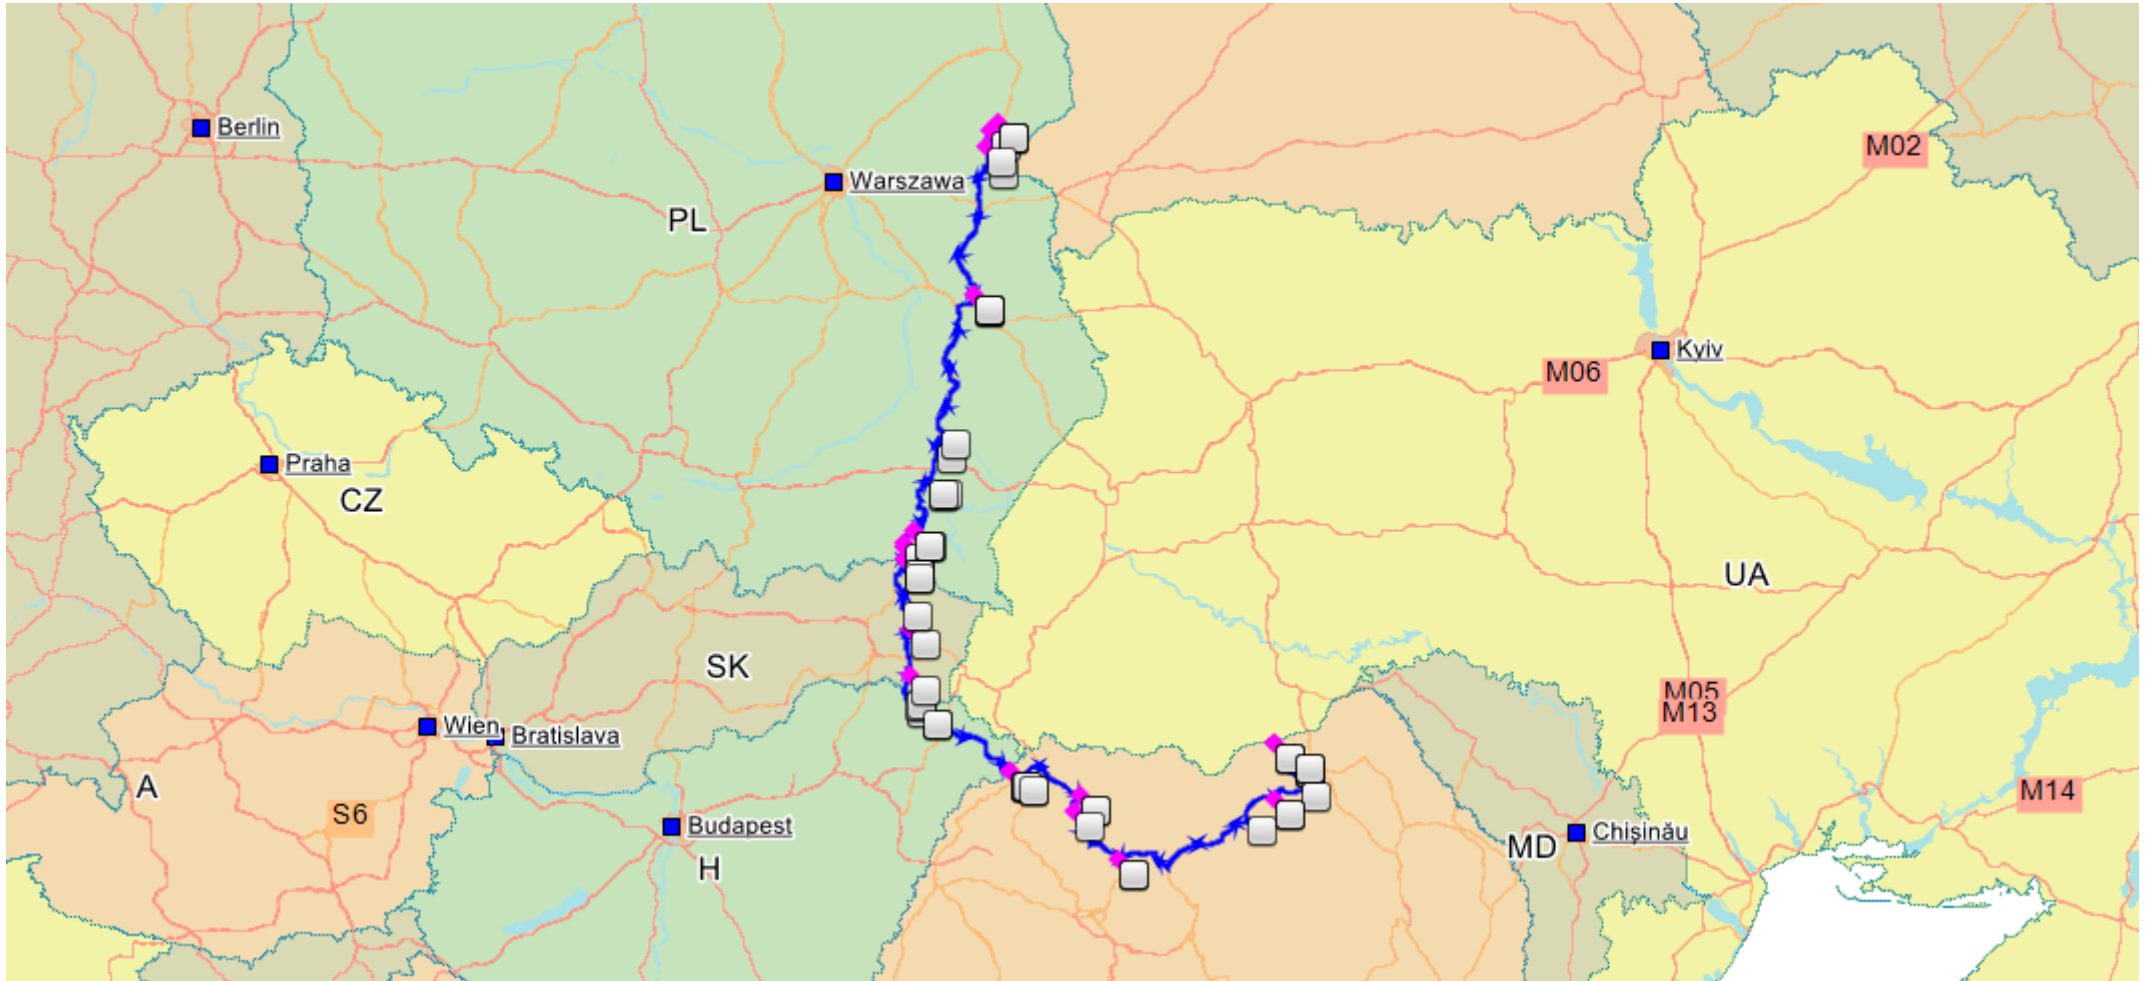 M02
Berlin
Warszawa
PL
Kyiv
M06
Praha
CZ
UA
SK
M05
M13
Wien
Bratislava
A
M14
S6
Budapest
Chișinău
MD
H